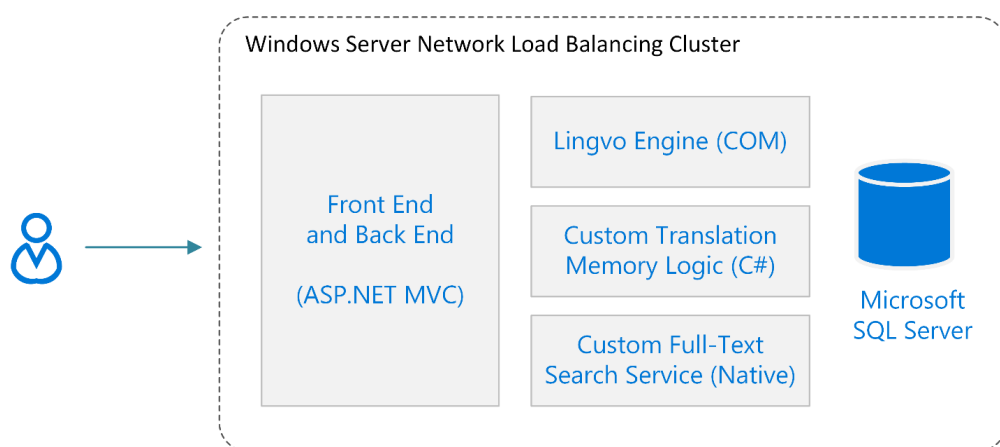 Windows Server Network Load Balancing Cluster
Front End
and Back End
(ASP.NET MVC)
Lingvo Engine (COM)
Custom Translation
Memory Logic (C#)
Custom Full-Text
Search Service (Native)
Microsoft
SQL Server